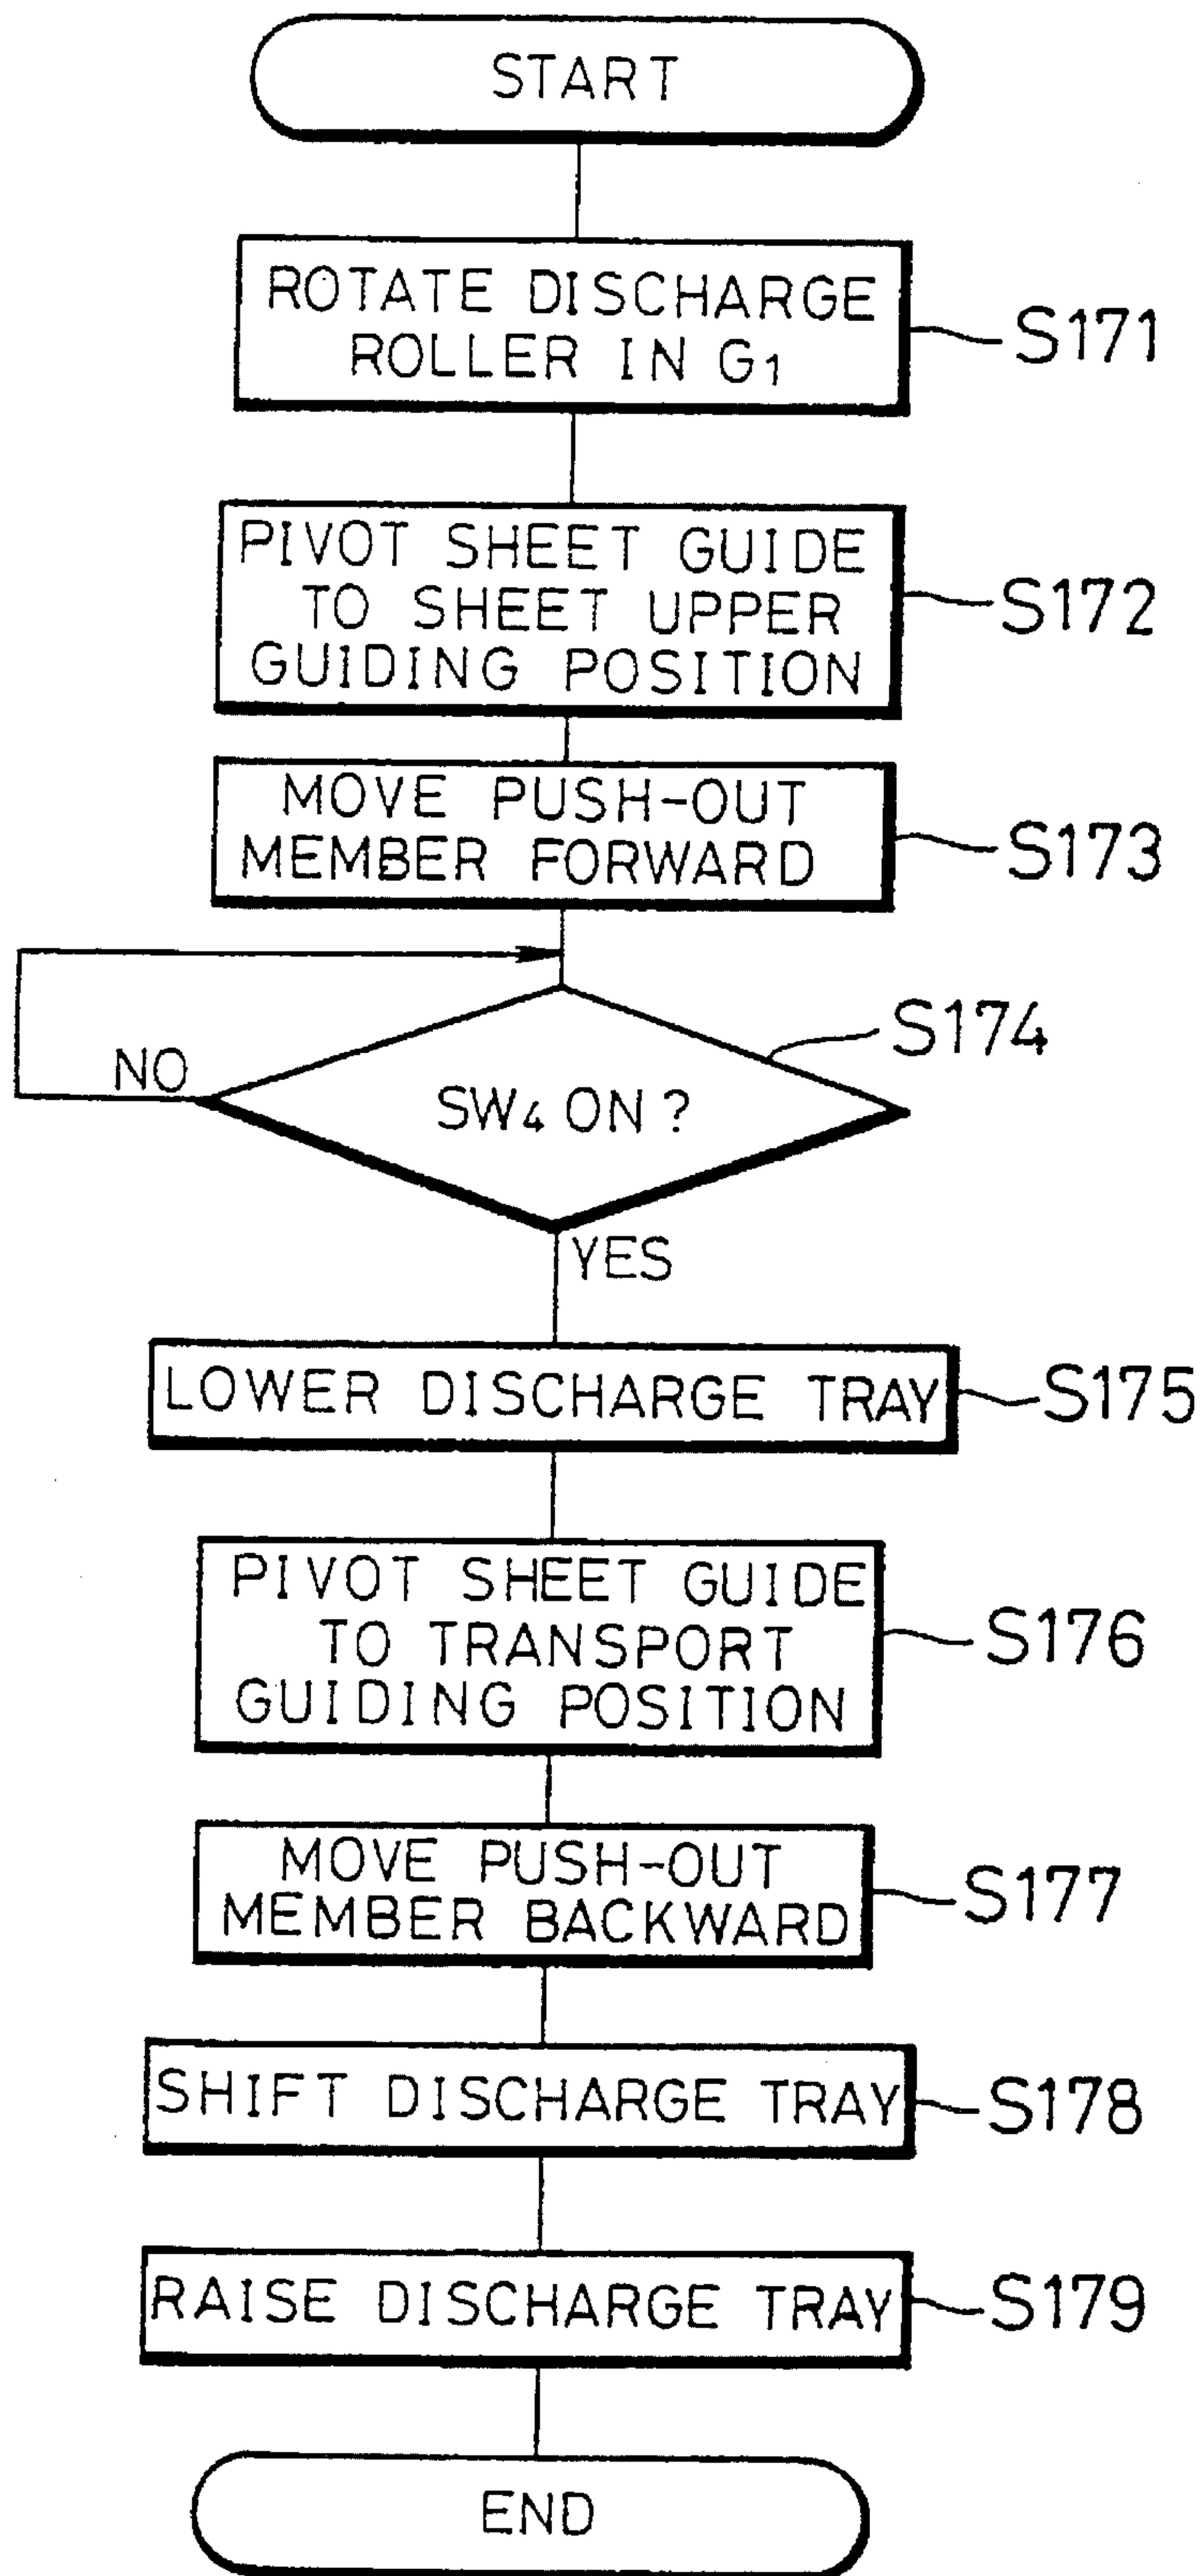 START
ROTATE DISCHARGE
ROLLER IN G1
S171
PIVOT SHEET GUIDE
TO SHEET UPPER
GUIDING POSITION
S172
MOVE PUSH-OUT
MEMBER FORWARD
S173
S174
NO
SW4 ON?
YES
LOWER DISCHARGE TRAY
S175
PIVOT SHEET GUIDE
TO TRANSPORT
GUIDING POSITION
S176
MOVE PUSH-OUT
MEMBER BACKWARD
S177
SHIFT DISCHARGE TRAY
S178
RAISE DISCHARGE TRAY
S179
END